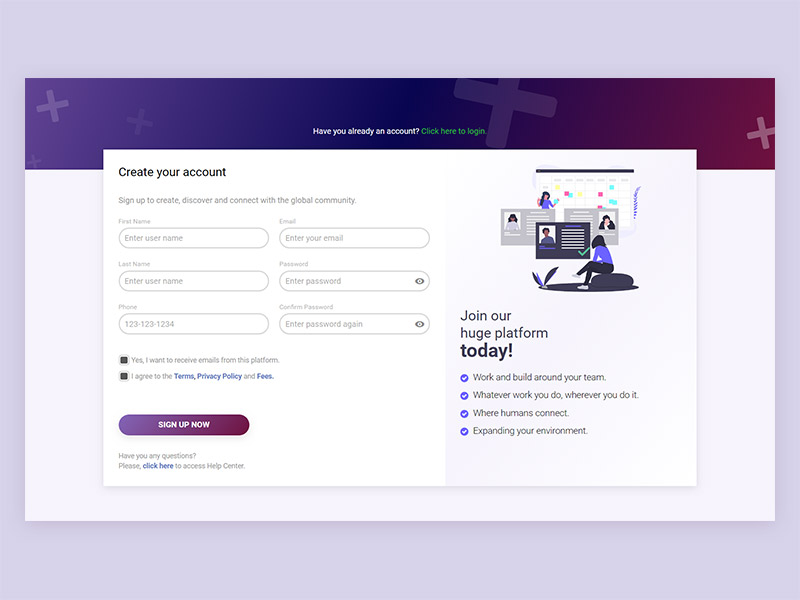 Have you already an account? Click here to login.
Create your account
Sign up to create, discover and connect with the global community.
First Name
Enter user name
Email
Enter your email
Last Name
Enter user name
Password
Enter password
Phone
123-123-1234
Confirm Password
Enter password again
Yes, I want to receive emails from this platform.
I agree to the Terms, Privacy Policy and Fees.
SIGN UP NOW
Have you any questions?
Please, click here to access Help Center.
Join our
huge platform
today!
Work and build around your team.
Whatever work you do, wherever you do it.
Where humans connect.
Expanding your environment.